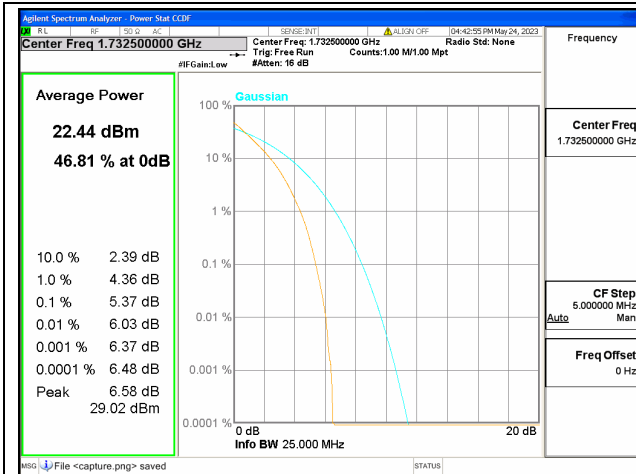 Agilent Spectrum Analyzer - Power Stat CCDF
RL RF 50 Ω AC SENSE:INT ALIGN OFF 04:42:55 PM May 24, 2023
Center Freq 1.732500000 GHz
Center Freq: 1.732500000 GHz Radio Std: None
Trig: Free Run Counts:1.00 M/1.00 Mpt
#IFGain:Low #Atten: 16 dB
Frequency
Average Power
22.44 dBm
46.81 % at 0dB
10.0 % 2.39 dB
1.0 % 4.36 dB
0.1 % 5.37 dB
0.01 % 6.03 dB
0.001 % 6.37 dB
0.0001 % 6.48 dB
Peak 6.58 dB
29.02 dBm
Gaussian
100 %
10 %
1 %
0.1 %
0.01 %
0.001 %
0.0001 %
0 dB 20 dB
Info BW 25.000 MHz
Center Freq
1.732500000 GHz
CF Step
5.000000 MHz
Auto Man
Freq Offset
0 Hz
MSG File <capture.png> saved STATUS